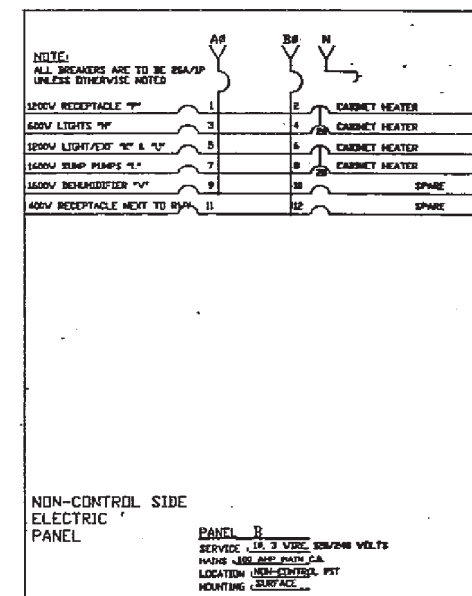 AØ BØ N
NOTE:
ALL BREAKERS ARE TO BE 20A/1P
UNLESS OTHERWISE NOTED
1200W RECEPTACLE "P" 1 2 CABINET HEATER
600W LIGHTS "H" 3 4 20 CABINET HEATER
1200W LIGHT/EXT "K" & "U" 5 6 CABINET HEATER
1600W SUMP PUMPS "L" 7 8 20 CABINET HEATER
1600W DEHUMIDIFIER "V" 9 10 SPARE
400W RECEPTACLE NEXT TO 11 12 SPARE
NON-CONTROL SIDE
ELECTRIC
PANEL
PANEL B
SERVICE : 1Ø, 3 WIRE, 120/240 VOLTS
MAINS : 100 AMP MAIN C.B.
LOCATION : NON-CONTROL PIT
MOUNTING : SURFACE